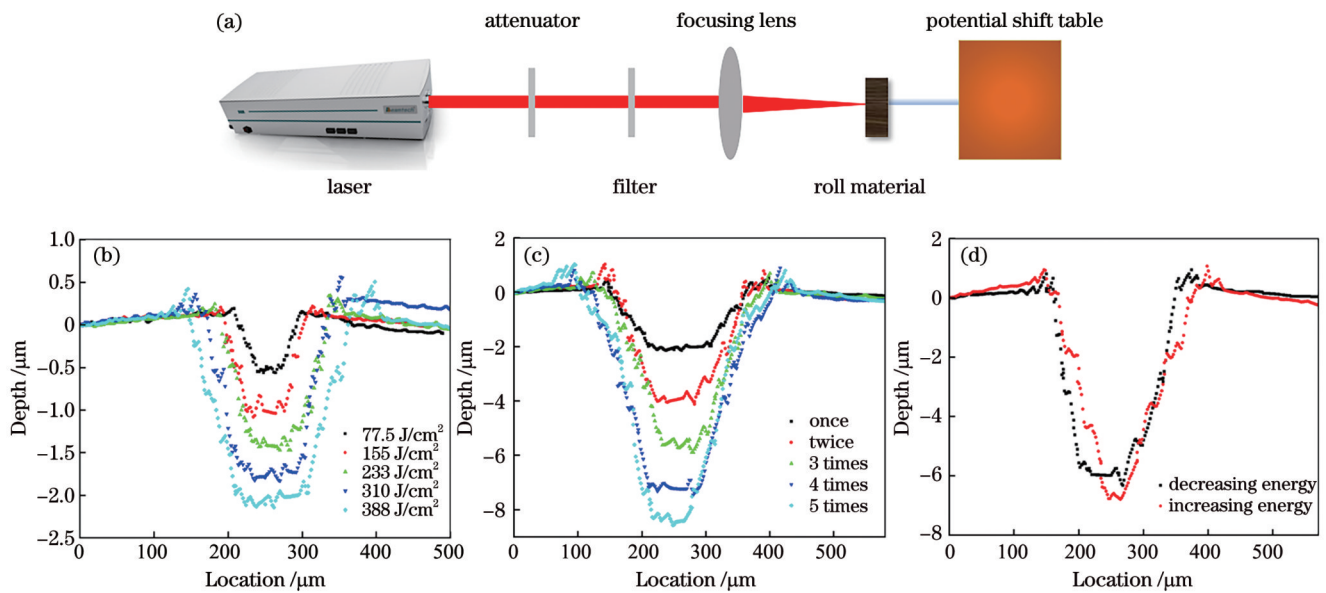 (a)
attenuator
focusing lens
potential shift table
laser
filter
roll material
(b)
1.0
0.5
0
−0.5
−1.0
−1.5
−2.0
−2.5
Depth /μm
77.5 J/cm²
155 J/cm²
233 J/cm²
310 J/cm²
388 J/cm²
0 100 200 300 400 500
Location /μm
(c)
2
0
−2
−4
−6
−8
Depth /μm
once
twice
3 times
4 times
5 times
0 100 200 300 400 500
Location /μm
(d)
2
0
−2
−4
−6
−8
Depth /μm
decreasing energy
increasing energy
0 100 200 300 400 500
Location /μm